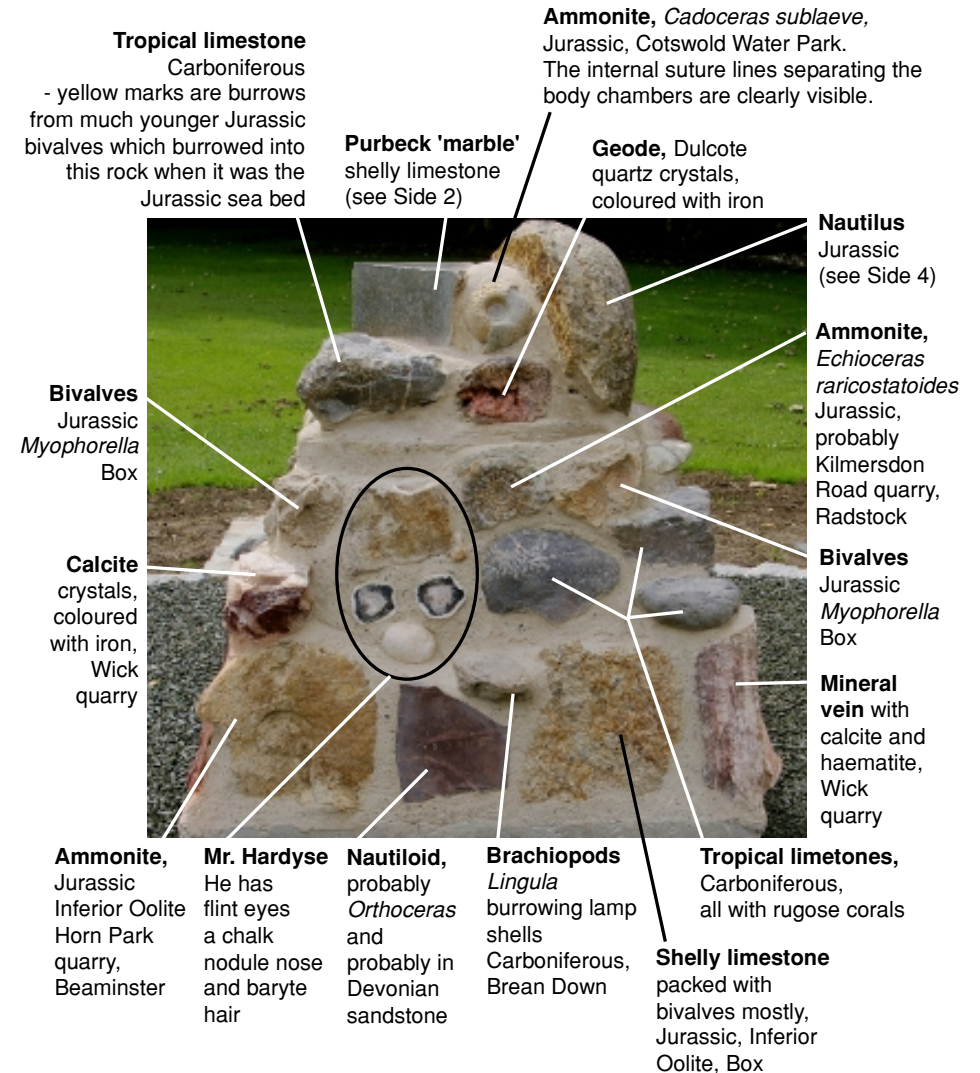 Tropical limestone
Carboniferous
- yellow marks are burrows
from much younger Jurassic
bivalves which burrowed into
this rock when it was the
Jurassic sea bed
Purbeck 'marble'
shelly limestone
(see Side 2)
Ammonite, Cadoceras sublaeve,
Jurassic, Cotswold Water Park.
The internal suture lines separating the
body chambers are clearly visible.
Geode, Dulcote
quartz crystals,
coloured with iron
Nautilus
Jurassic
(see Side 4)
Ammonite,
Echioceras
raricostatoides
Jurassic,
probably
Kilmersdon
Road quarry,
Radstock
Bivalves
Jurassic
Myophorella
Box
Bivalves
Jurassic
Myophorella
Box
Calcite
crystals,
coloured
with iron,
Wick
quarry
Mineral
vein with
calcite and
haematite,
Wick
quarry
Ammonite,
Jurassic
Inferior Oolite
Horn Park
quarry,
Beaminster
Mr. Hardyse
He has
flint eyes
a chalk
nodule nose
and baryte
hair
Nautiloid,
probably
Orthoceras
and
probably in
Devonian
sandstone
Brachiopods
Lingula
burrowing lamp
shells
Carboniferous,
Brean Down
Tropical limetones,
Carboniferous,
all with rugose corals
Shelly limestone
packed with
bivalves mostly,
Jurassic, Inferior
Oolite, Box